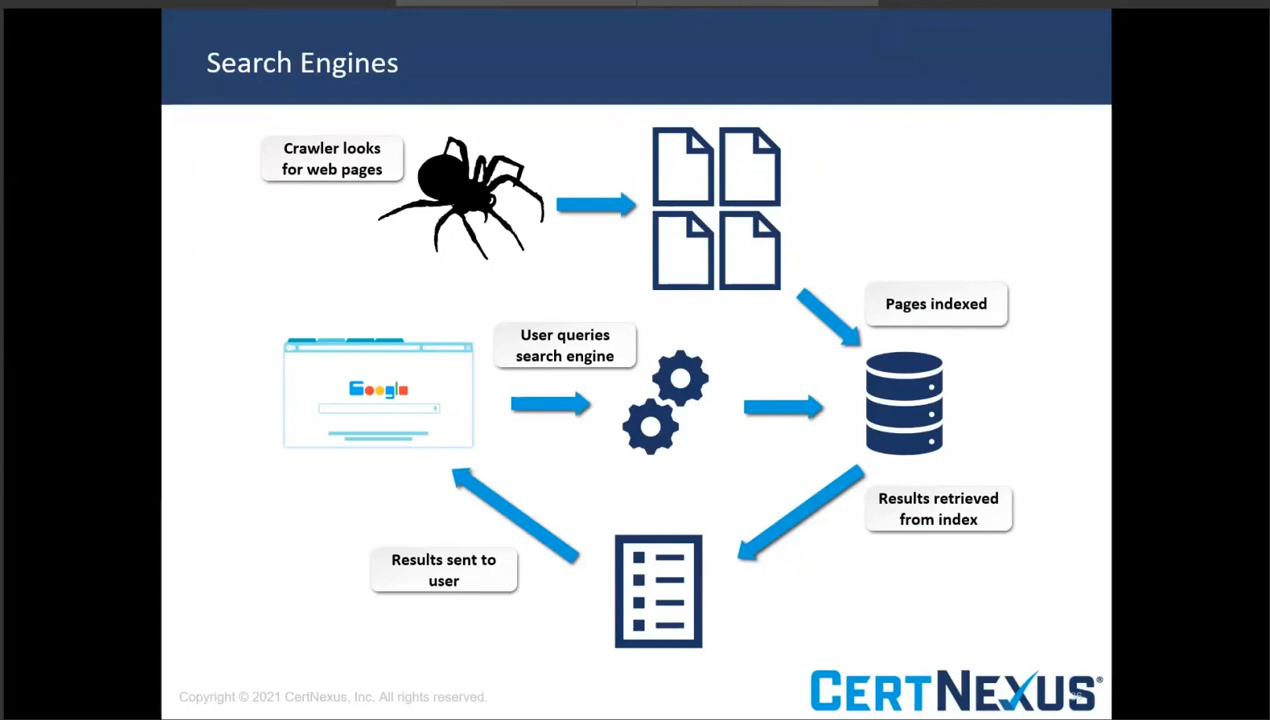 Search Engines
Crawler looks
for web pages
Pages indexed
User queries
search engine
Google
Results retrieved
from index
Results sent to
user
Copyright © 2021 CertNexus, Inc. All rights reserved.
CERTNEXUS®